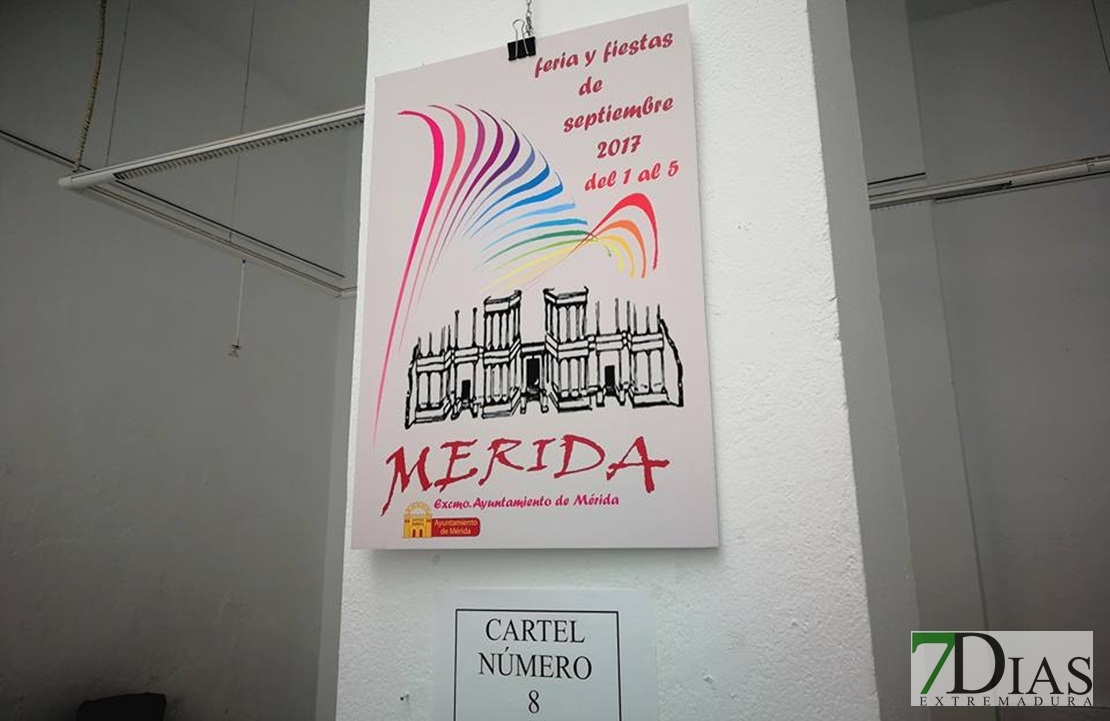 feria y fiestas
de
septiembre
2017
del 1 al 5
MERIDA
Excmo. Ayuntamiento de Mérida
Ayuntamiento
de Mérida
CARTEL
NÚMERO
8
7DIAS
EXTREMADURA